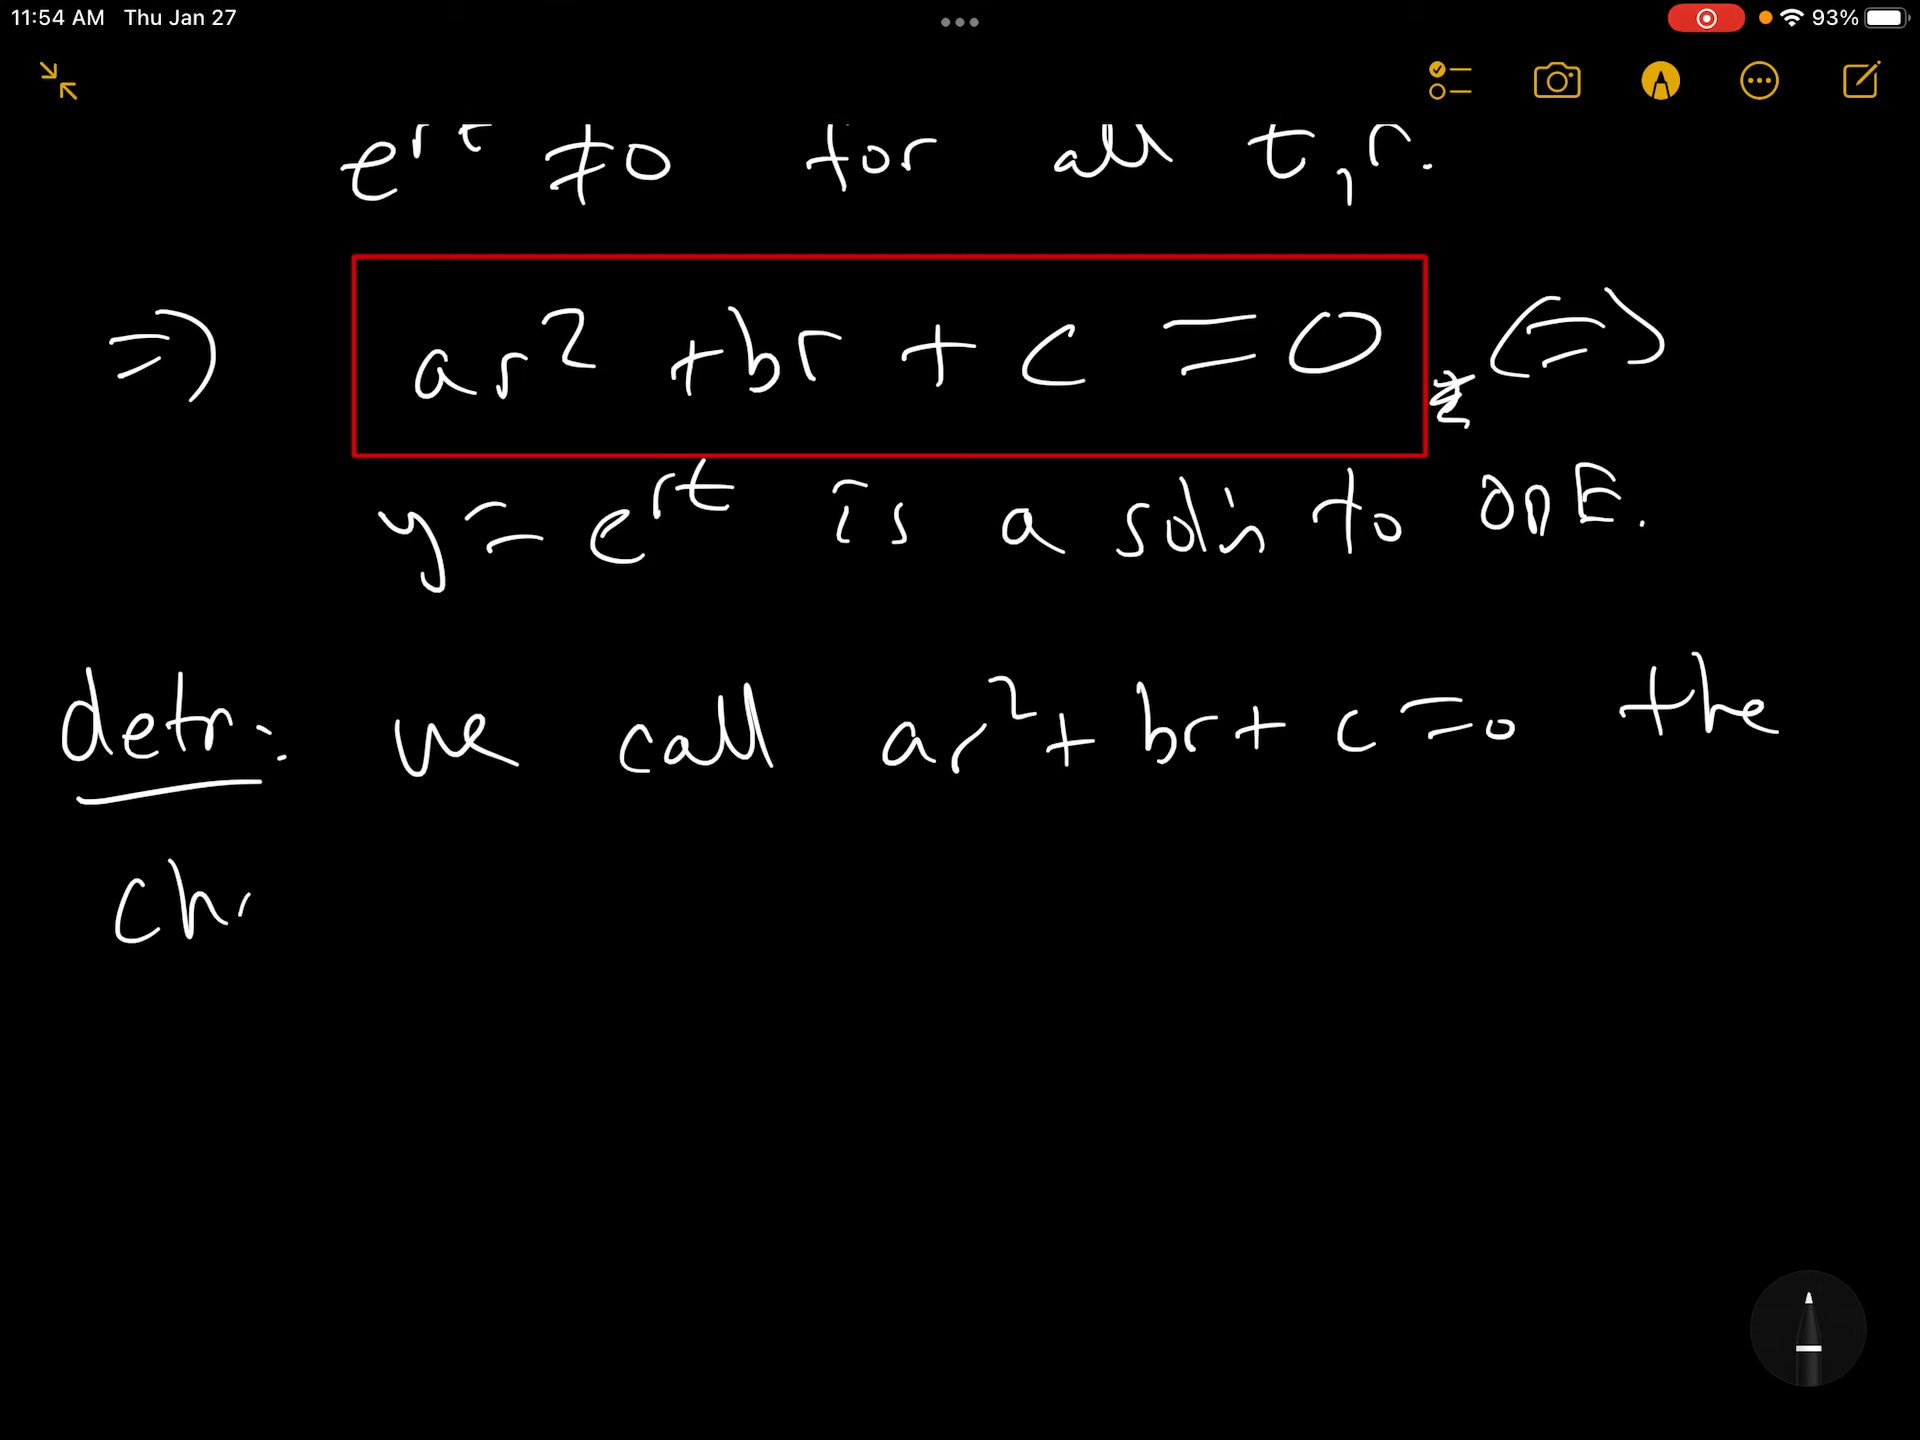 11:54 AM Thu Jan 27 93%
e^{rt} ≠ 0 for all t, r.
=> ar² + br + c = 0 <=>
y = e^{rt} is a sol'n to ODE.
defn: we call ar² + br + c = 0 the
cha